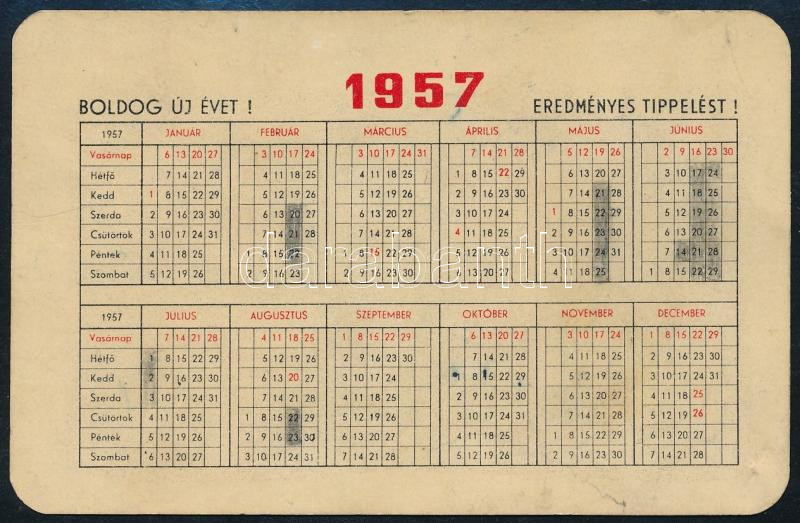 1957
BOLDOG ÚJ ÉVET ! EREDMÉNYES TIPPELÉST !
1957 JANUÁR FEBRUÁR MÁRCIUS ÁPRILIS MÁJUS JÚNIUS
Vasárnap 6 13 20 27 3 10 17 24 3 10 17 24 31 7 14 21 28 5 12 19 26 2 9 16 23 30
Hétfő 7 14 21 28 4 11 18 25 4 11 18 25 1 8 15 22 29 6 13 20 27 3 10 17 24
Kedd 1 8 15 22 29 5 12 19 26 5 12 19 26 2 9 16 23 30 7 14 21 28 4 11 18 25
Szerda 2 9 16 23 30 6 13 20 27 6 13 20 27 3 10 17 24 1 8 15 22 29 5 12 19 26
Csütörtök 3 10 17 24 31 7 14 21 28 7 14 21 28 4 11 18 25 2 9 16 23 30 6 13 20 27
Péntek 4 11 18 25 1 8 15 22 1 8 15 22 29 5 12 19 26 3 10 17 24 31 7 14 21 28
Szombat 5 12 19 26 2 9 16 23 2 9 16 23 30 6 13 20 27 4 11 18 25 1 8 15 22 29
darabanth
1957 JULIUS AUGUSZTUS SZEPTEMBER OKTÓBER NOVEMBER DECEMBER
Vasárnap 7 14 21 28 4 11 18 25 1 8 15 22 29 6 13 20 27 3 10 17 24 1 8 15 22 29
Hétfő 1 8 15 22 29 5 12 19 26 2 9 16 23 30 7 14 21 28 4 11 18 25 2 9 16 23 30
Kedd 2 9 16 23 30 6 13 20 27 3 10 17 24 1 8 15 22 29 5 12 19 26 3 10 17 24 31
Szerda 3 10 17 24 31 7 14 21 28 4 11 18 25 2 9 16 23 30 6 13 20 27 4 11 18 25
Csütörtök 4 11 18 25 1 8 15 22 29 5 12 19 26 3 10 17 24 31 7 14 21 28 5 12 19 26
Péntek 5 12 19 26 2 9 16 23 30 6 13 20 27 4 11 18 25 1 8 15 22 29 6 13 20 27
Szombat 6 13 20 27 3 10 17 24 31 7 14 21 28 5 12 19 26 2 9 16 23 30 7 14 21 28